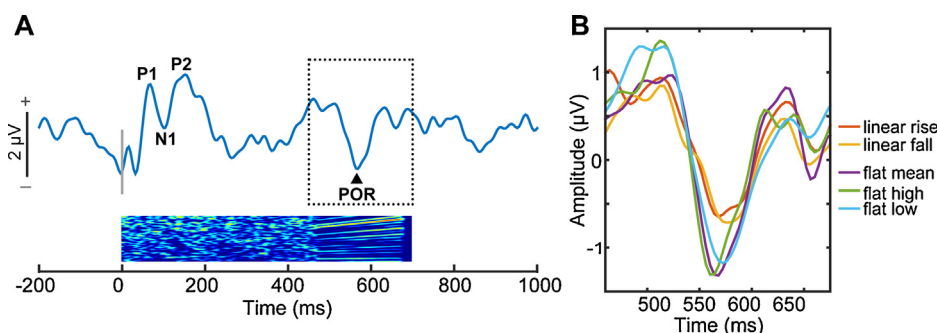 A
B
P1
P2
N1
+
2 µV
−
POR
-200
0
200
400
600
800
1000
Time (ms)
1
0
-1
Amplitude (µV)
500
550
600
650
Time (ms)
linear rise
linear fall
flat mean
flat high
flat low